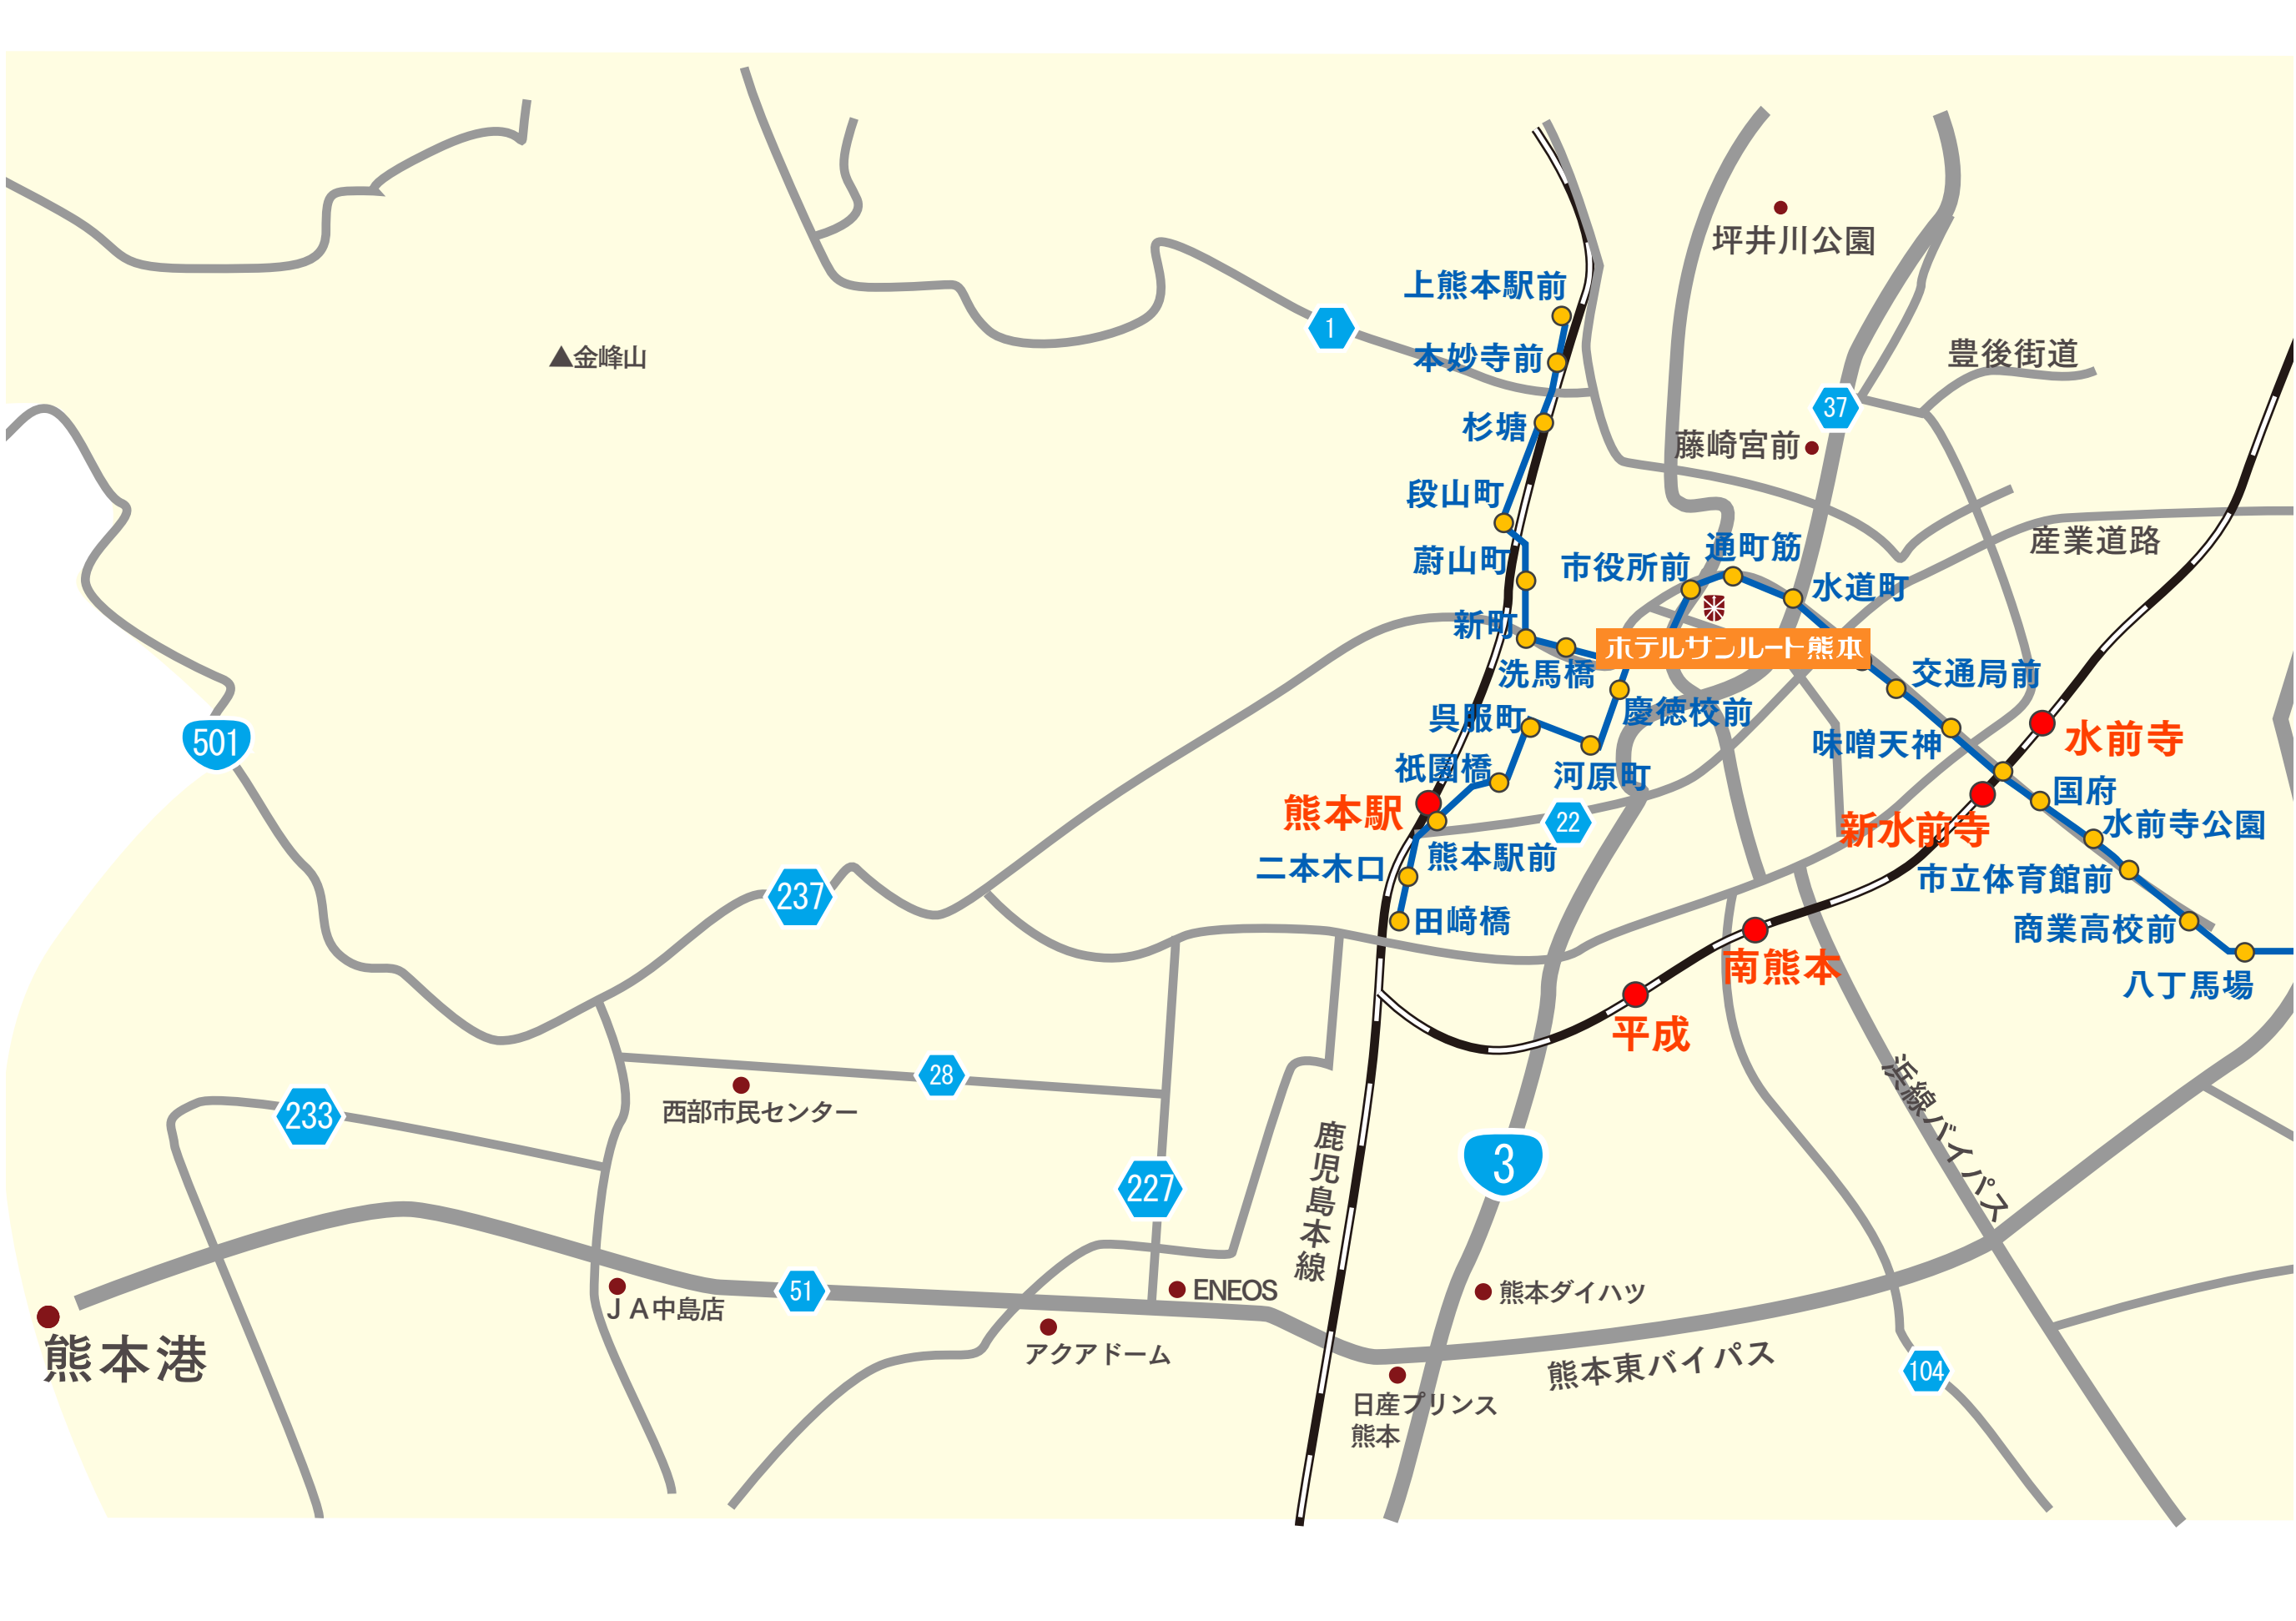 坪井川公園
上熊本駅前
1
本妙寺前
▲金峰山
豊後街道
37
杉塘
藤崎宮前
段山町
産業道路
通町筋
蔚山町
市役所前
水道町
新町
ホテルサンルート熊本
洗馬橋
交通局前
慶徳校前
呉服町
501
味噌天神
水前寺
祇園橋
河原町
国府
熊本駅
22
新水前寺
水前寺公園
熊本駅前
二本木口
市立体育館前
237
田﨑橋
商業高校前
南熊本
八丁馬場
平成
28
西部市民センター
233
浜線バイパス
鹿児島本線
3
227
51
ENEOS
熊本ダイハツ
ＪＡ中島店
熊本港
アクアドーム
熊本東バイパス
104
日産プリンス
熊本